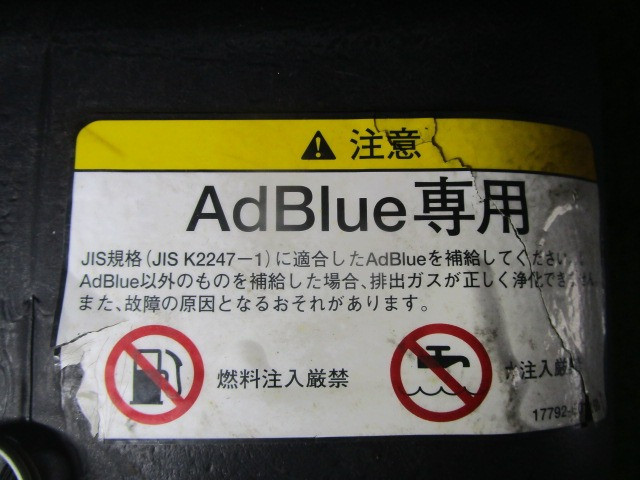 注意
AdBlue専用
JIS規格(JIS K2247-1)に適合したAdBlueを補給してください。
AdBlue以外のものを補給した場合、排出ガスが正しく浄化できません。
また、故障の原因となるおそれがあります。
燃料注入厳禁
注入厳
17792-